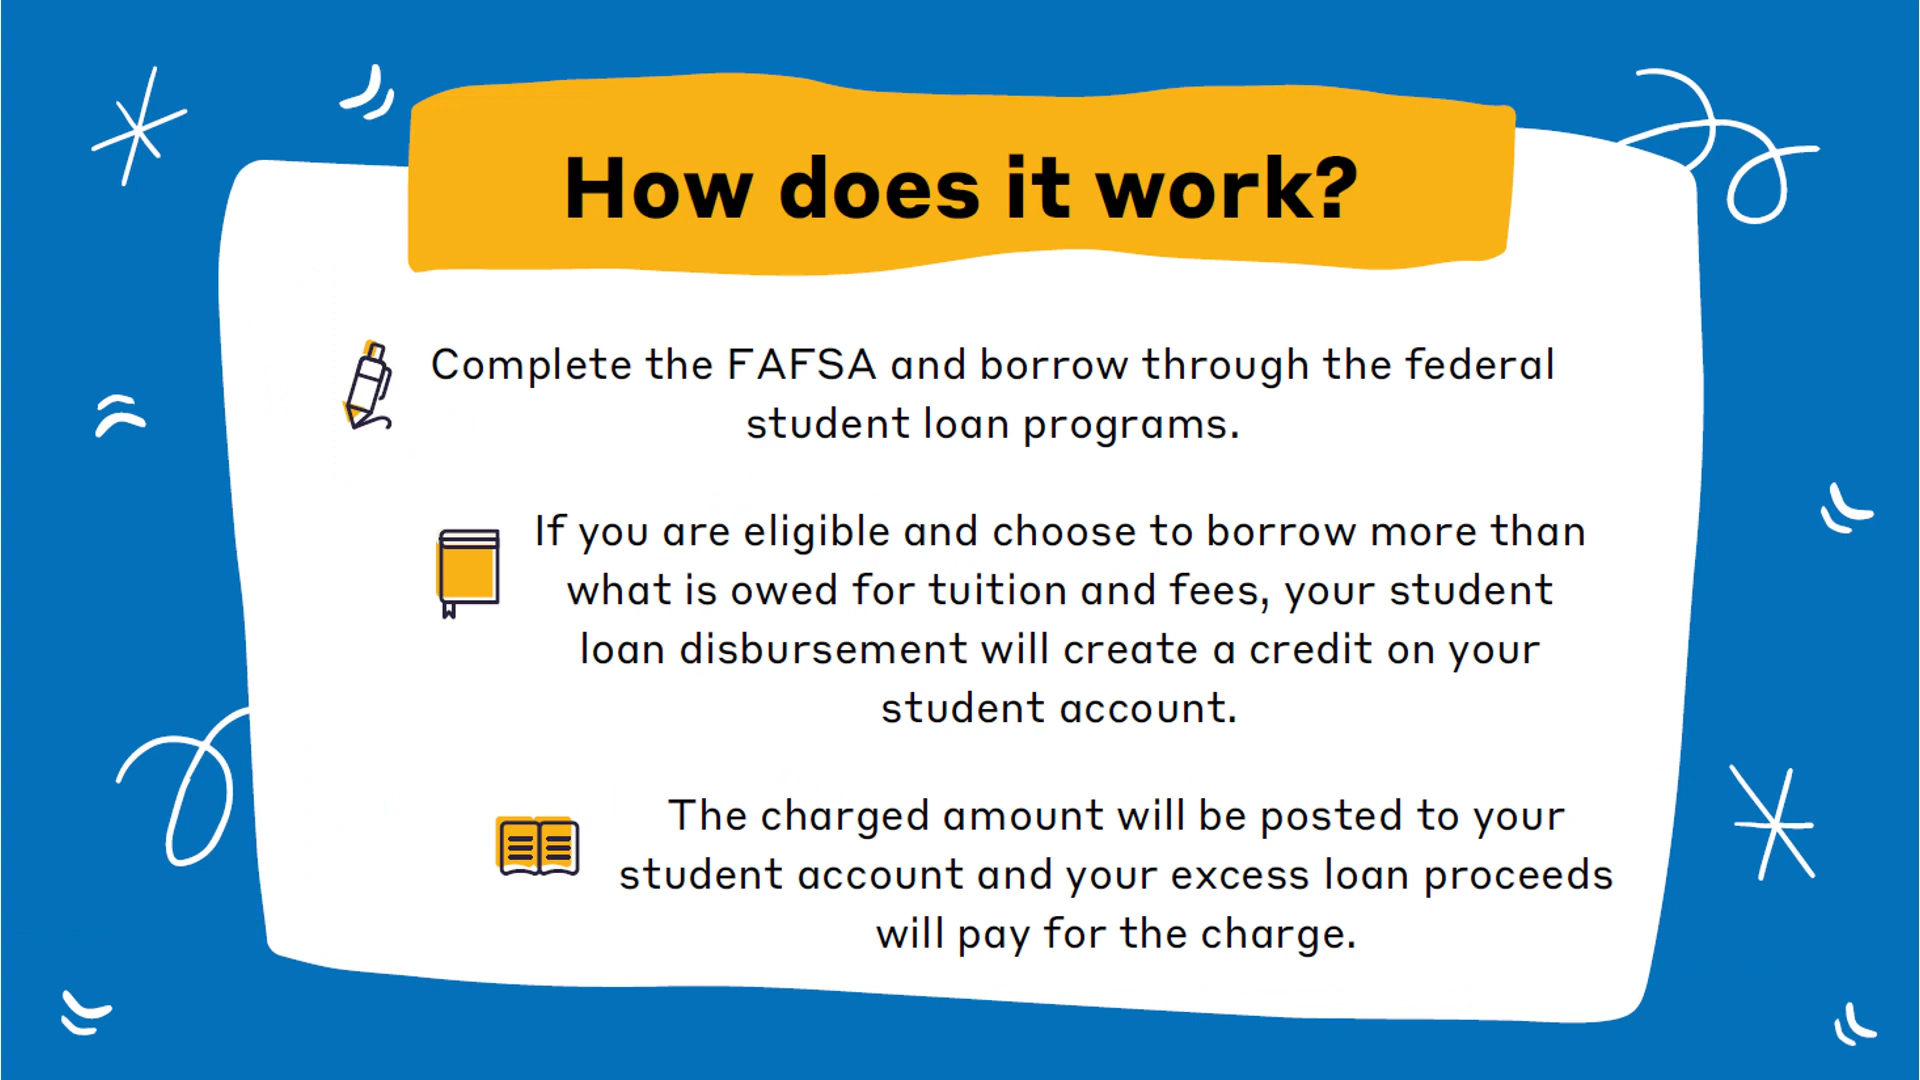 How does it work?
Complete the FAFSA and borrow through the federal
student loan programs.
If you are eligible and choose to borrow more than
what is owed for tuition and fees, your student
loan disbursement will create a credit on your
student account.
The charged amount will be posted to your
student account and your excess loan proceeds
will pay for the charge.